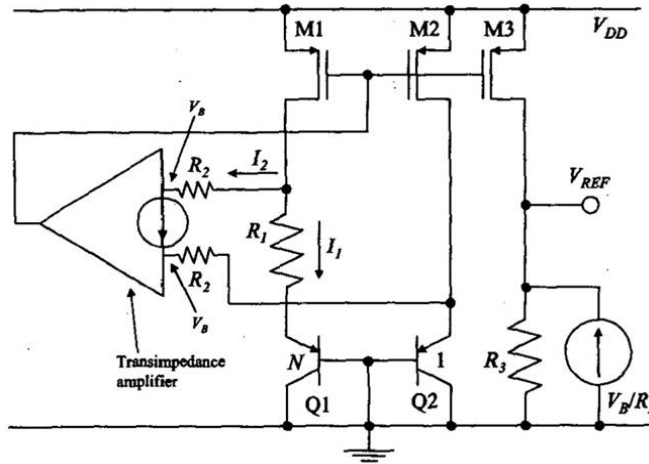 M1
M2
M3
V_DD
V_B
I_2
R_2
V_REF
R_1
I_1
R_2
V_B
Transimpedance
amplifier
N
1
R_3
Q1
Q2
V_B/R